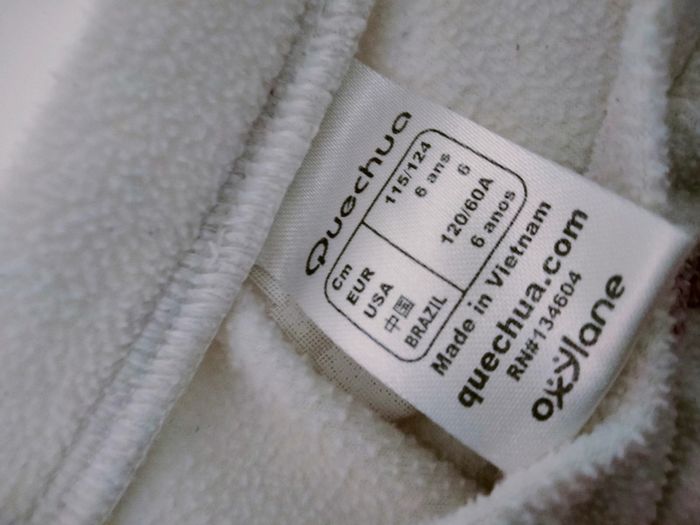 Quechua
cm 115/124
EUR 6 ans
USA 6
中国 120/60A
BRAZIL 6 anos
Made in Vietnam
quechua.com
RN#134604
oxylane